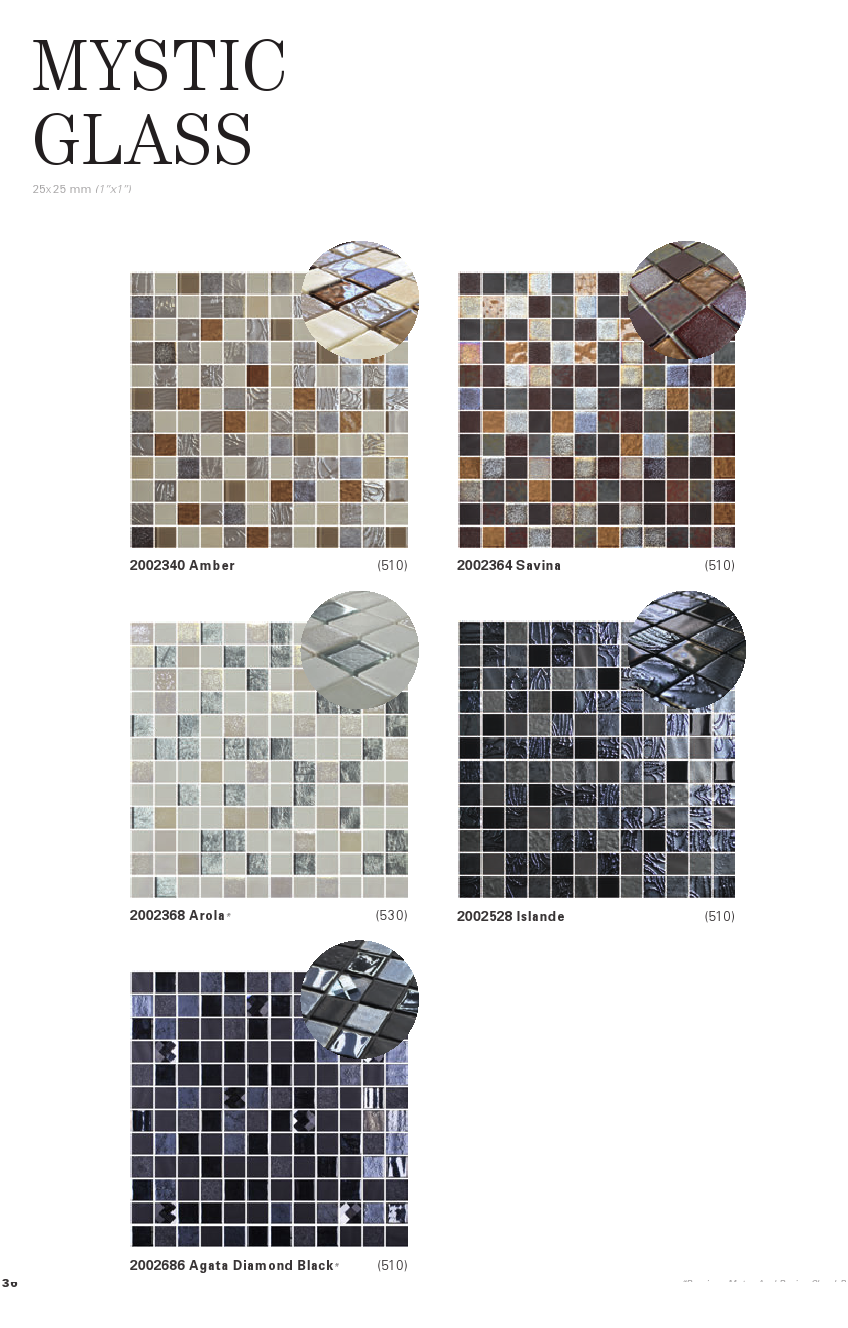 MYSTIC
GLASS
25x25 mm (1"x1")
2002340 Amber (510)
2002364 Savina (510)
2002368 Arola* (530)
2002528 Islande (510)
2002686 Agata Diamond Black* (510)
36